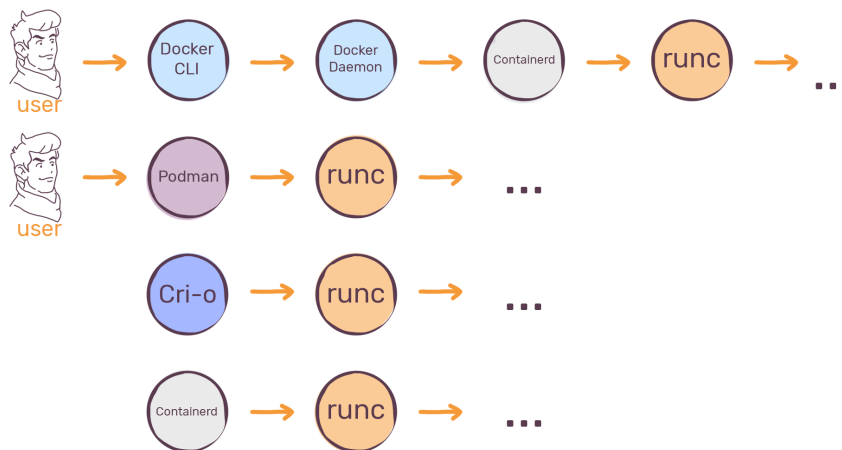 Docker
CLI
Docker
Daemon
Containerd
runc
..
user
Podman
runc
...
user
Cri-o
runc
...
Containerd
runc
...